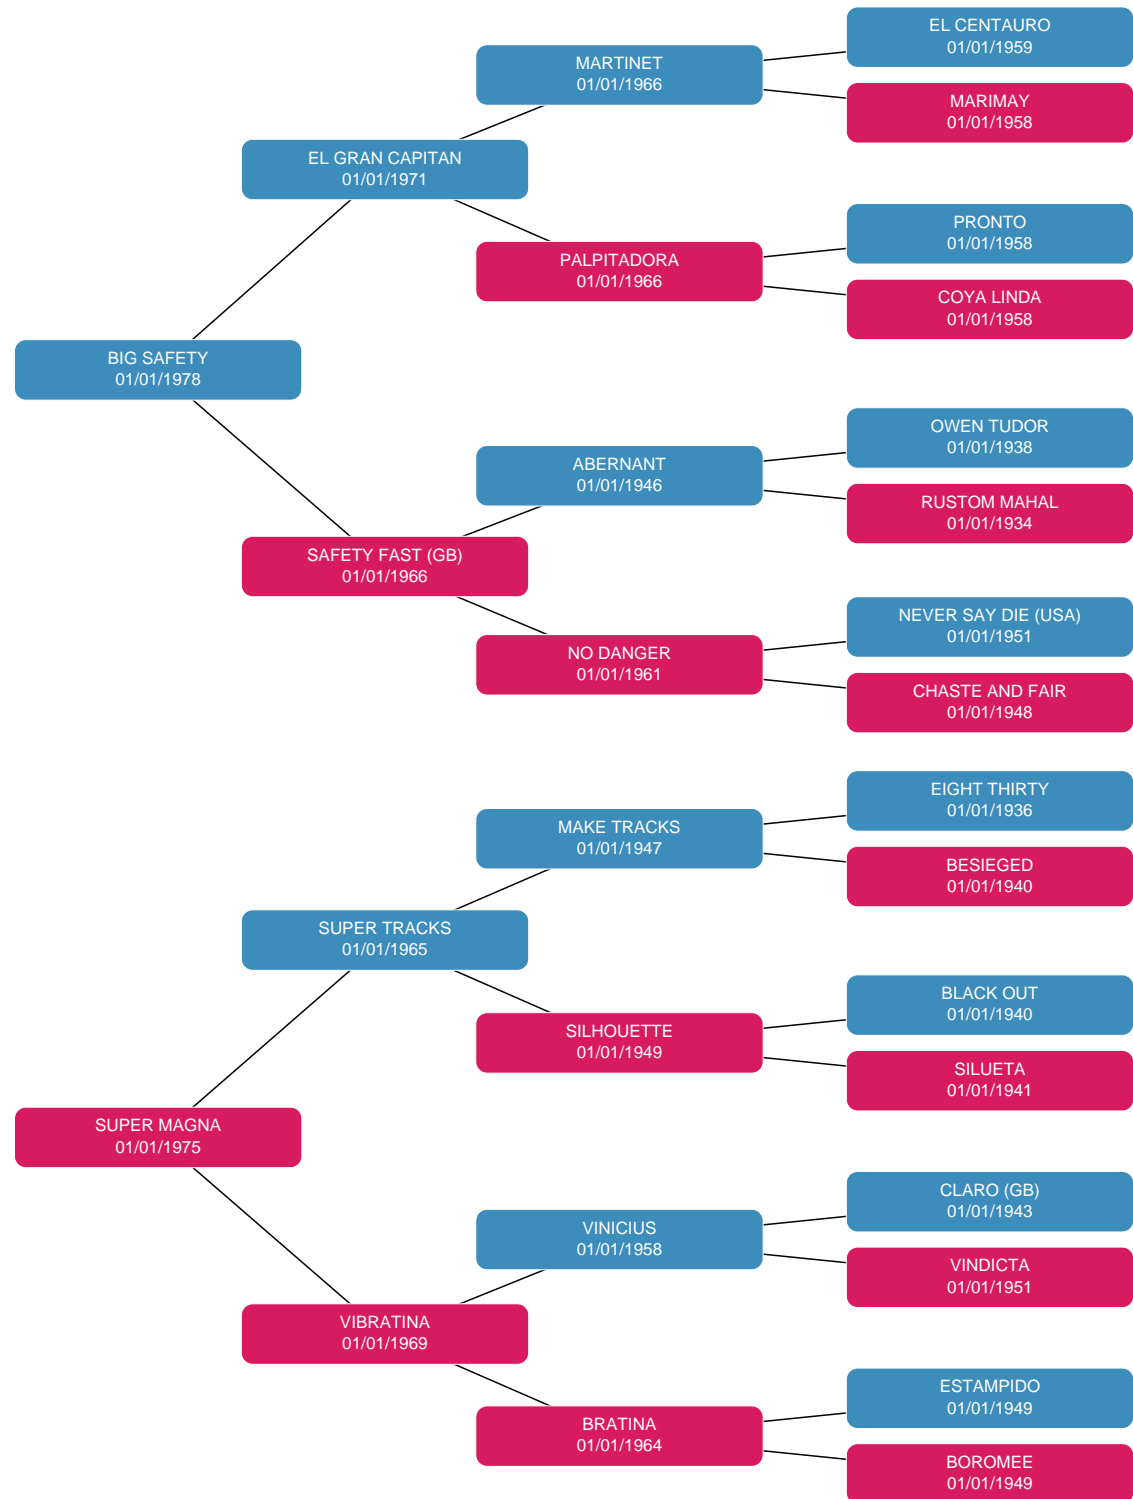 EL CENTAURO
01/01/1959
MARTINET
01/01/1966
MARIMAY
01/01/1958
EL GRAN CAPITAN
01/01/1971
PRONTO
01/01/1958
PALPITADORA
01/01/1966
COYA LINDA
01/01/1958
BIG SAFETY
01/01/1978
OWEN TUDOR
01/01/1938
ABERNANT
01/01/1946
RUSTOM MAHAL
01/01/1934
SAFETY FAST (GB)
01/01/1966
NEVER SAY DIE (USA)
01/01/1951
NO DANGER
01/01/1961
CHASTE AND FAIR
01/01/1948
EIGHT THIRTY
01/01/1936
MAKE TRACKS
01/01/1947
BESIEGED
01/01/1940
SUPER TRACKS
01/01/1965
BLACK OUT
01/01/1940
SILHOUETTE
01/01/1949
SILUETA
01/01/1941
SUPER MAGNA
01/01/1975
CLARO (GB)
01/01/1943
VINICIUS
01/01/1958
VINDICTA
01/01/1951
VIBRATINA
01/01/1969
ESTAMPIDO
01/01/1949
BRATINA
01/01/1964
BOROMEE
01/01/1949